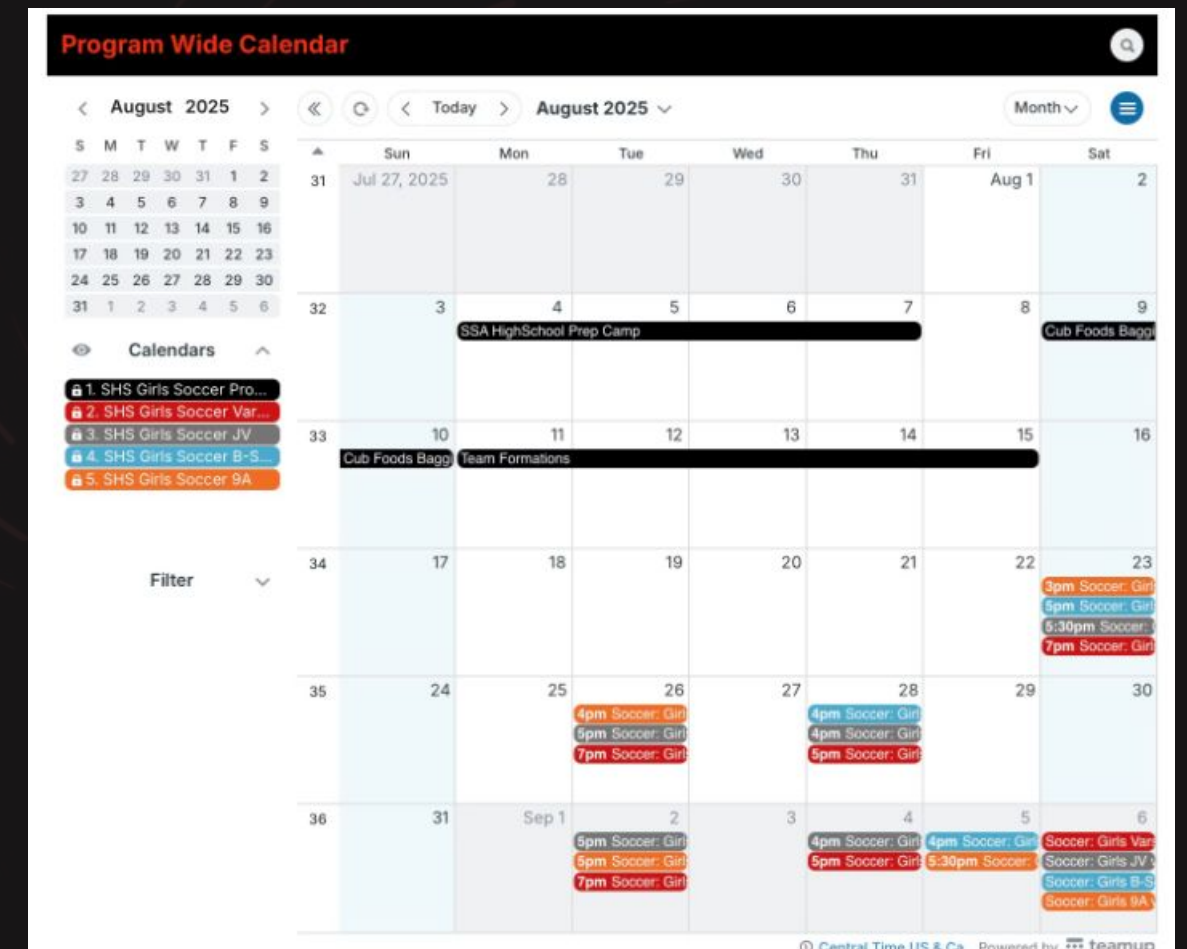 Program Wide Calendar
August 2025
S M T W T F S
27 28 29 30 31 1 2
3 4 5 6 7 8 9
10 11 12 13 14 15 16
17 18 19 20 21 22 23
24 25 26 27 28 29 30
31 1 2 3 4 5 6
Calendars
1. SHS Girls Soccer Pro...
2. SHS Girls Soccer Var...
3. SHS Girls Soccer JV
4. SHS Girls Soccer B-S...
5. SHS Girls Soccer 9A
Filter
Today August 2025 Month
Sun Mon Tue Wed Thu Fri Sat
31 Jul 27, 2025 28 29 30 31 Aug 1 2
32 3 4 5 6 7 8 9
SSA HighSchool Prep Camp Cub Foods Baggi
33 10 11 12 13 14 15 16
Cub Foods Baggi Team Formations
34 17 18 19 20 21 22 23
3pm Soccer: Girl
5pm Soccer: Girl
5:30pm Soccer:
7pm Soccer: Girl
35 24 25 26 27 28 29 30
4pm Soccer: Girl 4pm Soccer: Girl
5pm Soccer: Girl 4pm Soccer: Girl
7pm Soccer: Girl 5pm Soccer: Girl
36 31 Sep 1 2 3 4 5 6
5pm Soccer: Girl 4pm Soccer: Girl 4pm Soccer: Girl Soccer: Girls Vars
5pm Soccer: Girl 5pm Soccer: Girl 5:30pm Soccer: Soccer: Girls JV v
7pm Soccer: Girl Soccer: Girls B-S
Soccer: Girls 9A v
Central Time US & Ca Powered by teamup